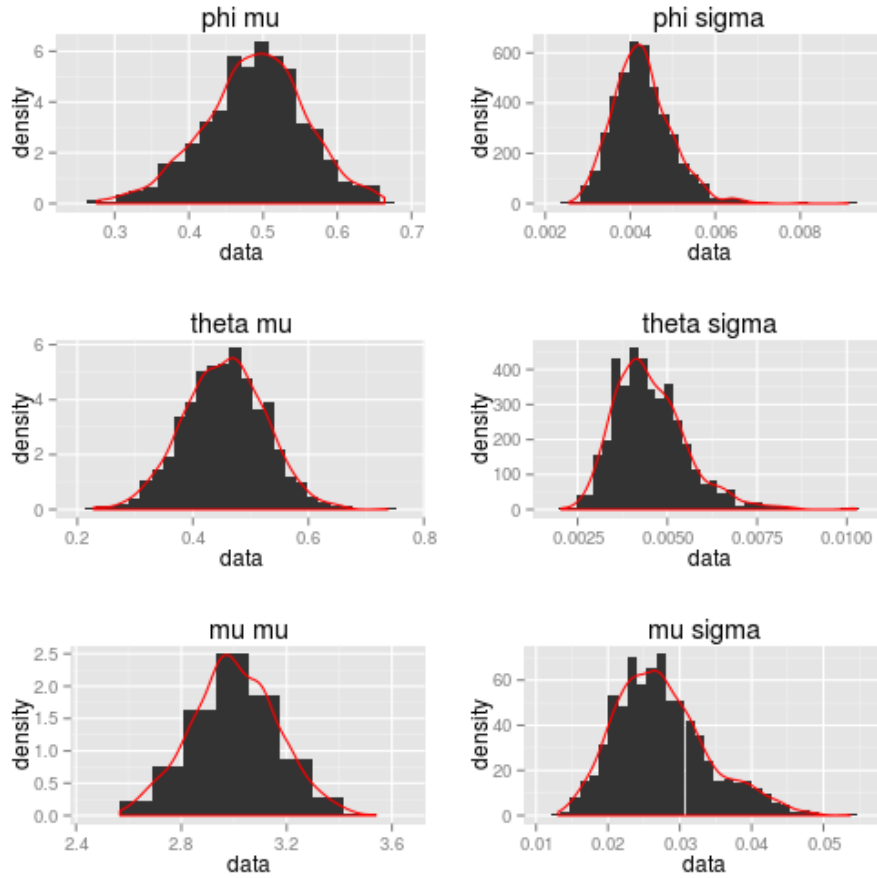 phi mu
density
6
4
2
0
0.3 0.4 0.5 0.6 0.7
data
phi sigma
density
600
400
200
0
0.002 0.004 0.006 0.008
data
theta mu
density
6
4
2
0
0.2 0.4 0.6 0.8
data
theta sigma
density
400
300
200
100
0
0.0025 0.0050 0.0075 0.0100
data
mu mu
density
2.5
2.0
1.5
1.0
0.5
0.0
2.4 2.8 3.2 3.6
data
mu sigma
density
60
40
20
0
0.01 0.02 0.03 0.04 0.05
data